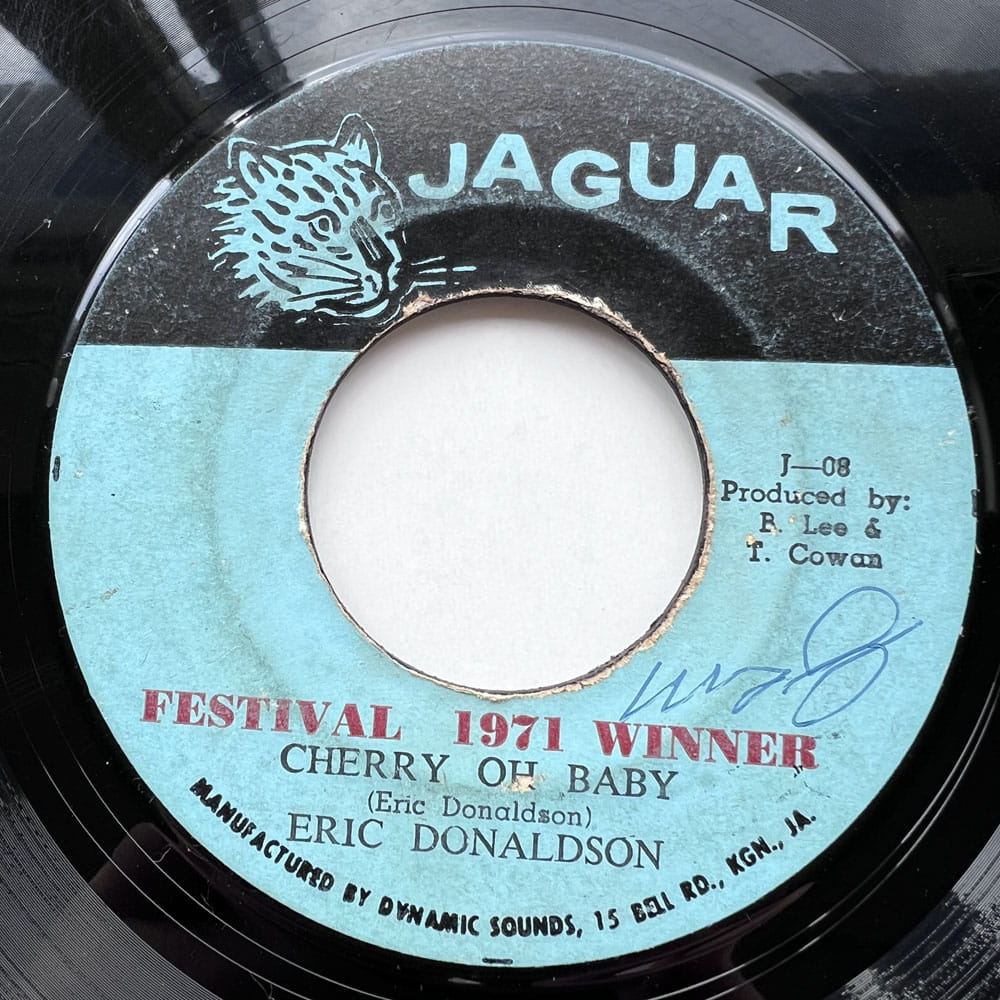 JAGUAR
J—08
Produced by:
B. Lee &
T. Cowan
FESTIVAL 1971 WINNER
CHERRY OH BABY
(Eric Donaldson)
ERIC DONALDSON
MANUFACTURED BY DYNAMIC SOUNDS, 15 BELL RD., KGN., JA.